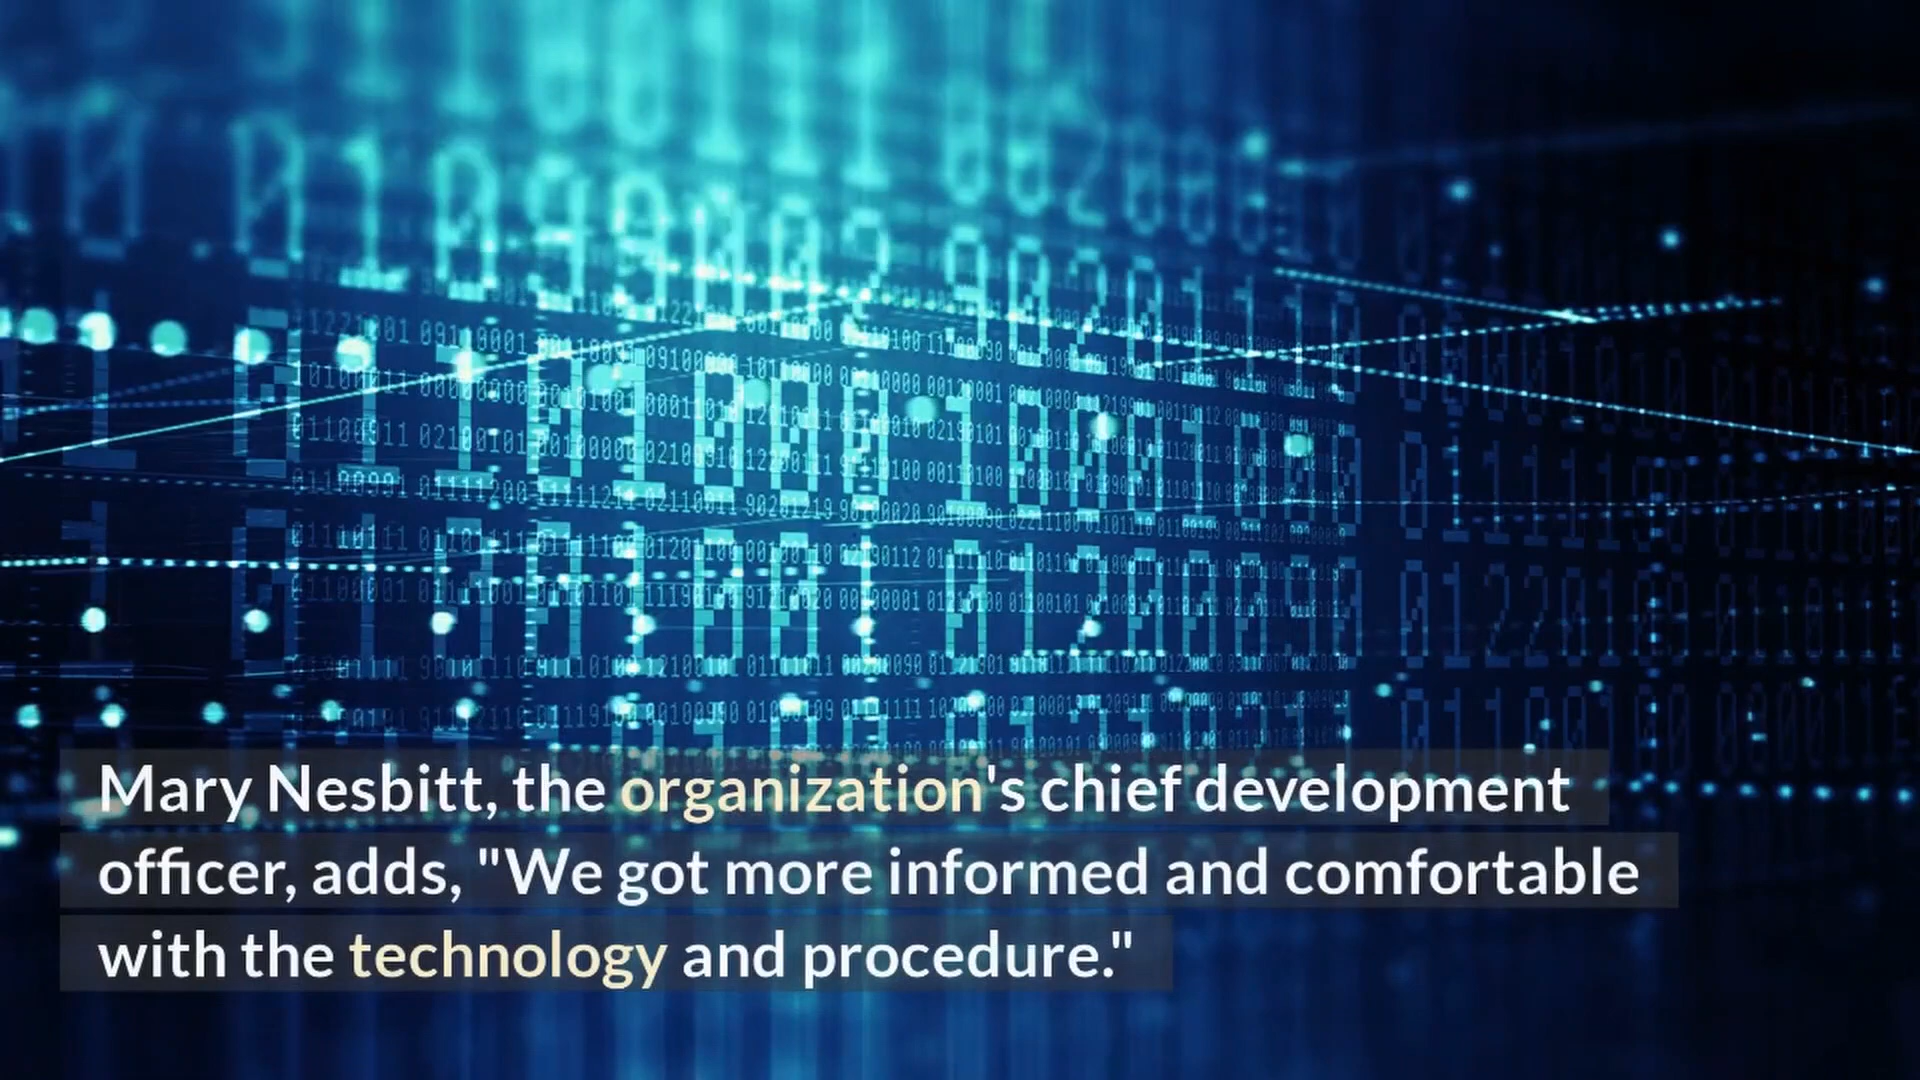 Mary Nesbitt, the organization's chief development
officer, adds, "We got more informed and comfortable
with the technology and procedure."